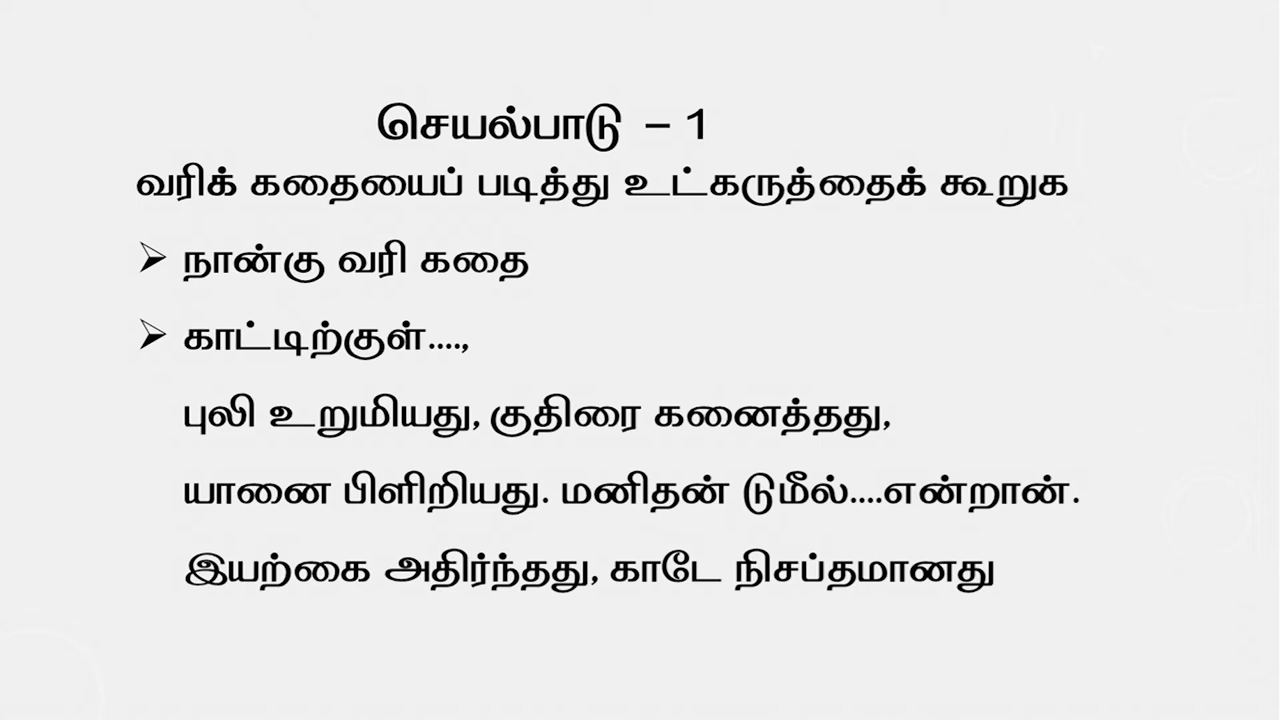 செயல்பாடு – 1
வரிக் கதையைப் படித்து உட்கருத்தைக் கூறுக
➢ நான்கு வரி கதை
➢ காட்டிற்குள்....,
புலி உறுமியது, குதிரை கனைத்தது,
யானை பிளிறியது. மனிதன் டுமீல்....என்றான்.
இயற்கை அதிர்ந்தது, காடே நிசப்தமானது